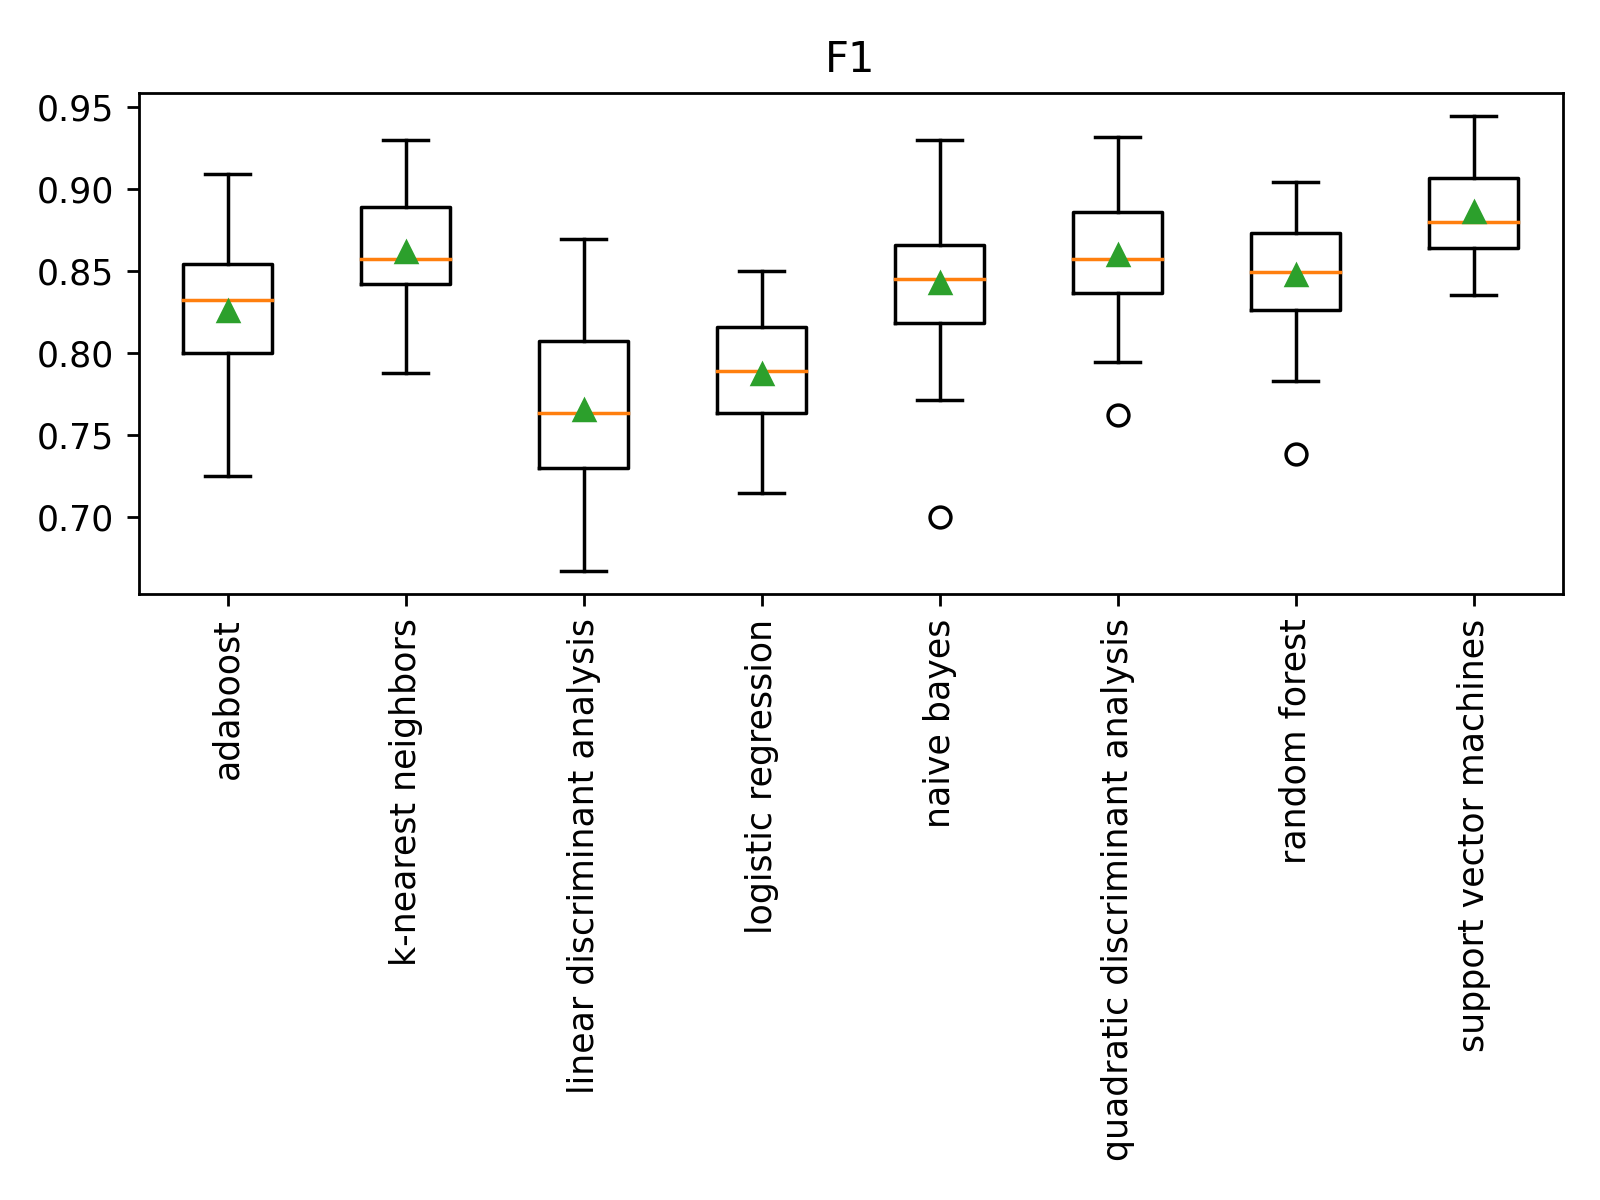 F1
0.95
0.90
0.85
0.80
0.75
0.70
adaboost
k-nearest neighbors
linear discriminant analysis
logistic regression
naive bayes
quadratic discriminant analysis
random forest
support vector machines